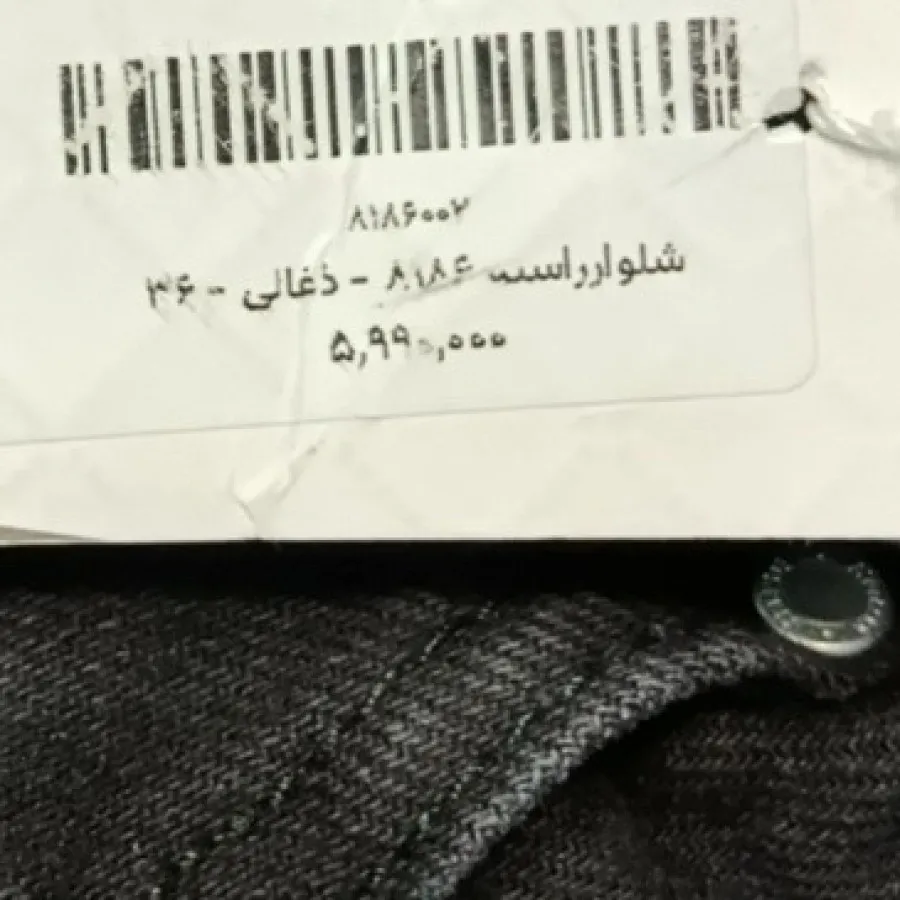 ۸۱۸۶۰۰۲
شلوارراسته ۸۱۸۶ - ذغالی - ۳۶
۵,۹۹۰,۰۰۰